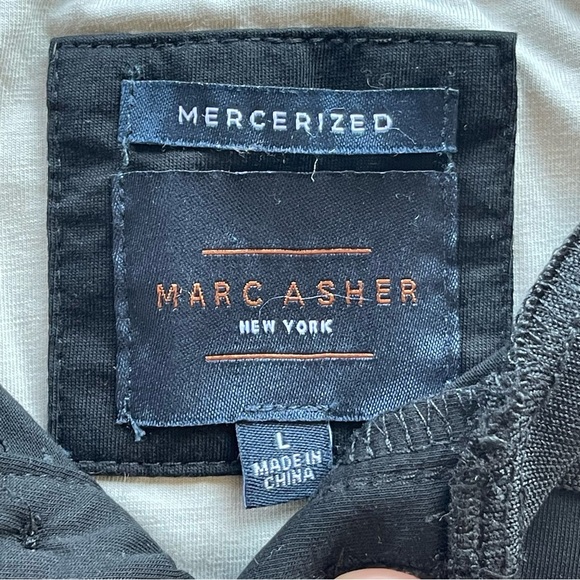 MERCERIZED
MARC ASHER
NEW YORK
L
MADE IN
CHINA